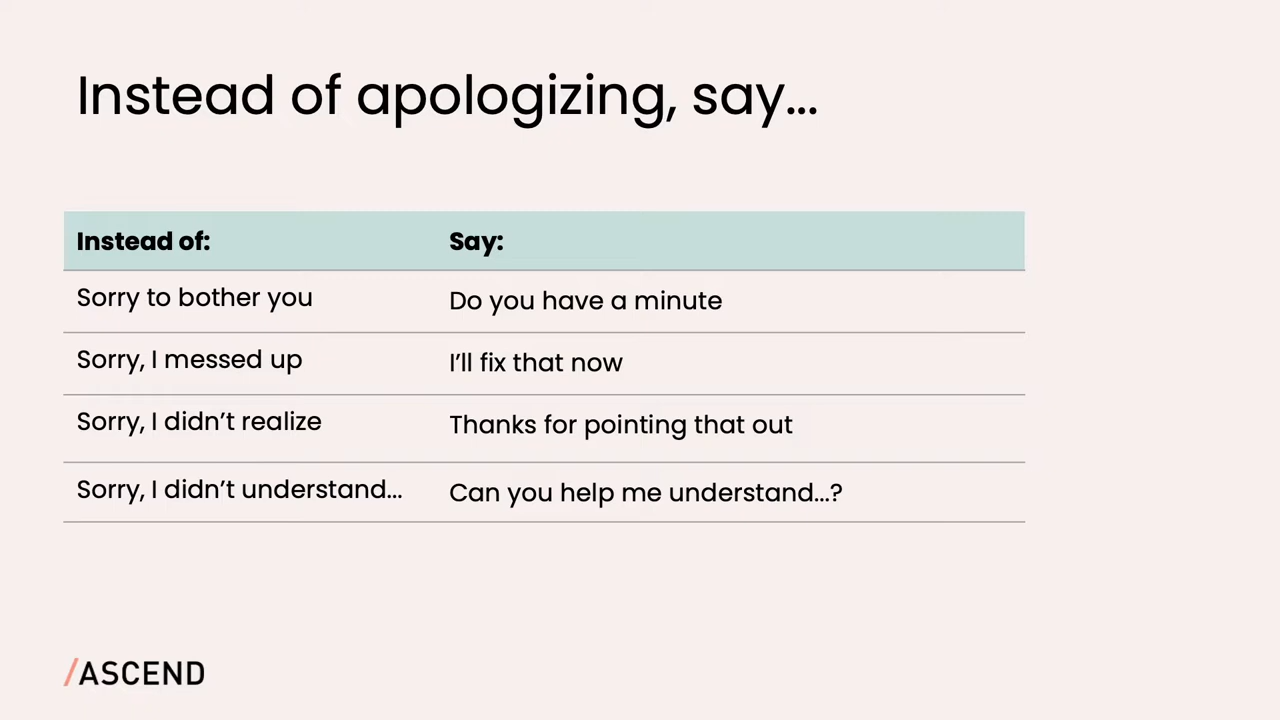 Instead of apologizing, say...
Instead of: Say:
Sorry to bother you Do you have a minute
Sorry, I messed up I’ll fix that now
Sorry, I didn’t realize Thanks for pointing that out
Sorry, I didn’t understand... Can you help me understand...?
/ASCEND